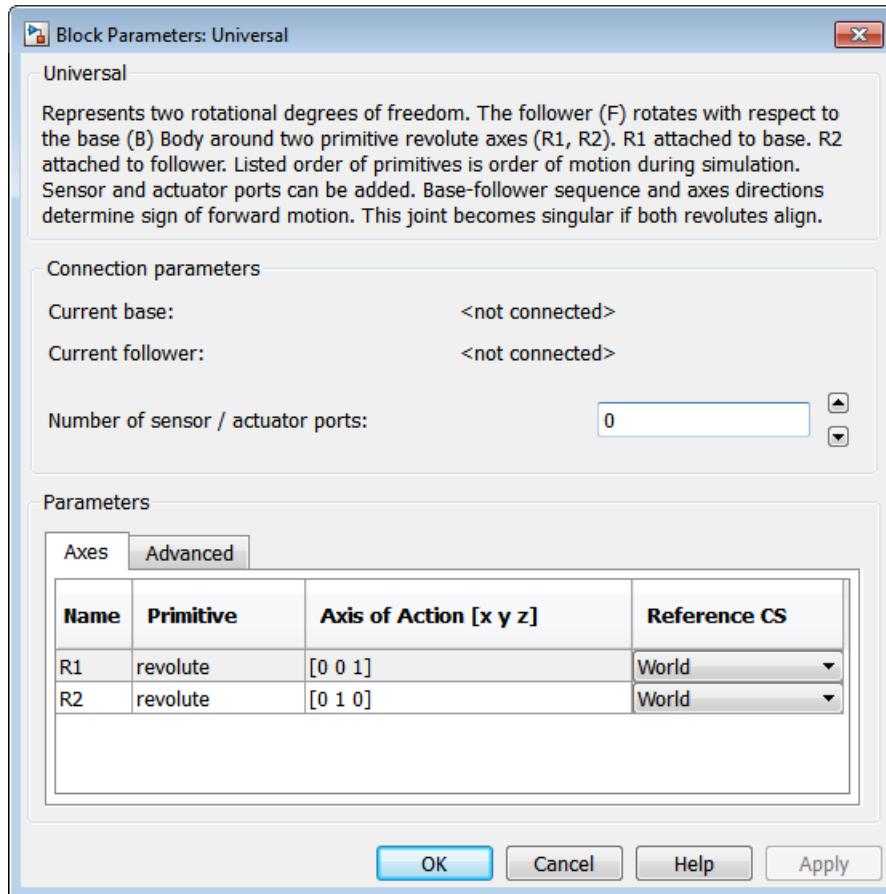 Block Parameters: Universal
Universal
Represents two rotational degrees of freedom. The follower (F) rotates with respect to
the base (B) Body around two primitive revolute axes (R1, R2). R1 attached to base. R2
attached to follower. Listed order of primitives is order of motion during simulation.
Sensor and actuator ports can be added. Base-follower sequence and axes directions
determine sign of forward motion. This joint becomes singular if both revolutes align.
Connection parameters
Current base: <not connected>
Current follower: <not connected>
Number of sensor / actuator ports: 0
Parameters
Axes Advanced
Name Primitive Axis of Action [x y z] Reference CS
R1 revolute [0 0 1] World
R2 revolute [0 1 0] World
OK Cancel Help Apply